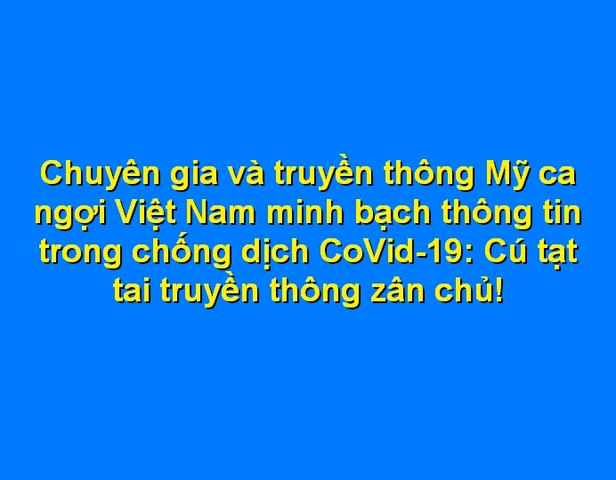 Chuyên gia và truyền thông Mỹ ca
ngợi Việt Nam minh bạch thông tin
trong chống dịch CoVid-19: Cú tạt
tai truyền thông zân chủ!